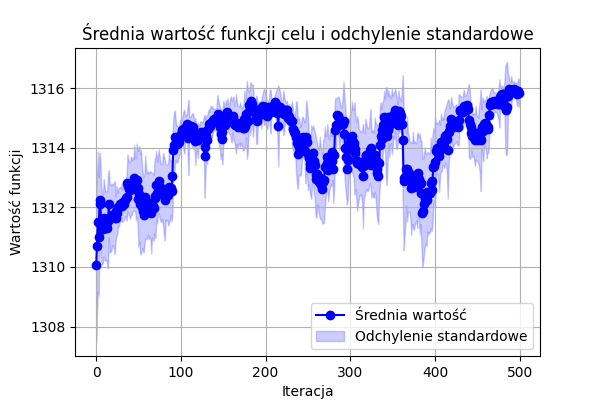 Średnia wartość funkcji celu i odchylenie standardowe
1316
1314
1312
1310
1308
Wartość funkcji
Średnia wartość
Odchylenie standardowe
0 100 200 300 400 500
Iteracja